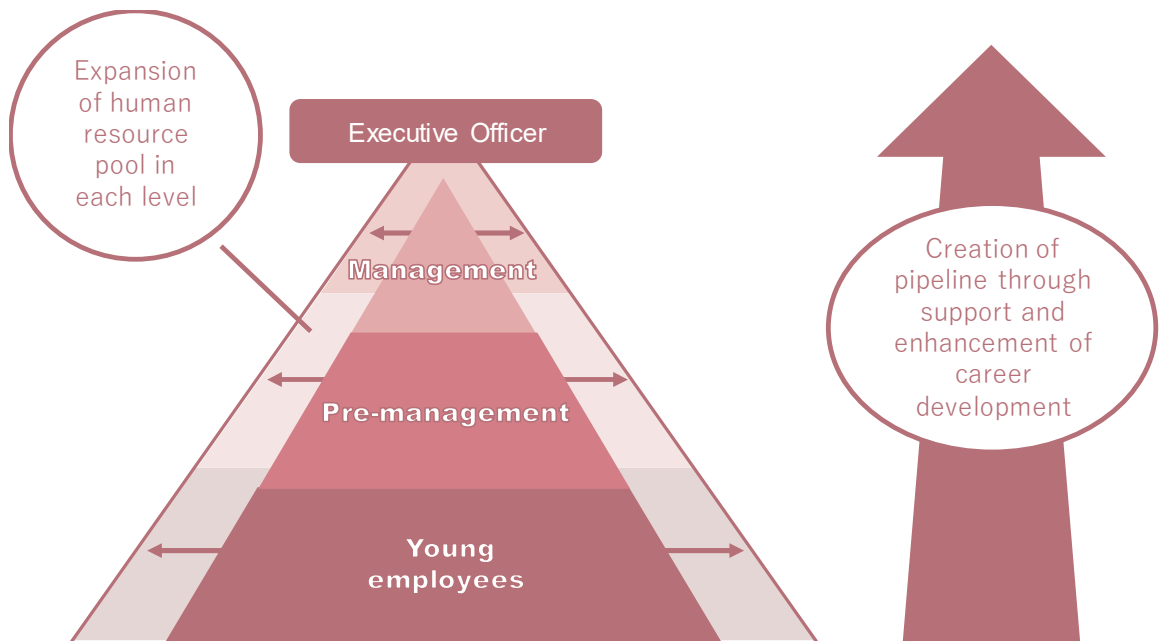 Expansion
of human
resource
pool in
each level
Executive Officer
Management
Pre-management
Young
employees
Creation of
pipeline through
support and
enhancement of
career
development